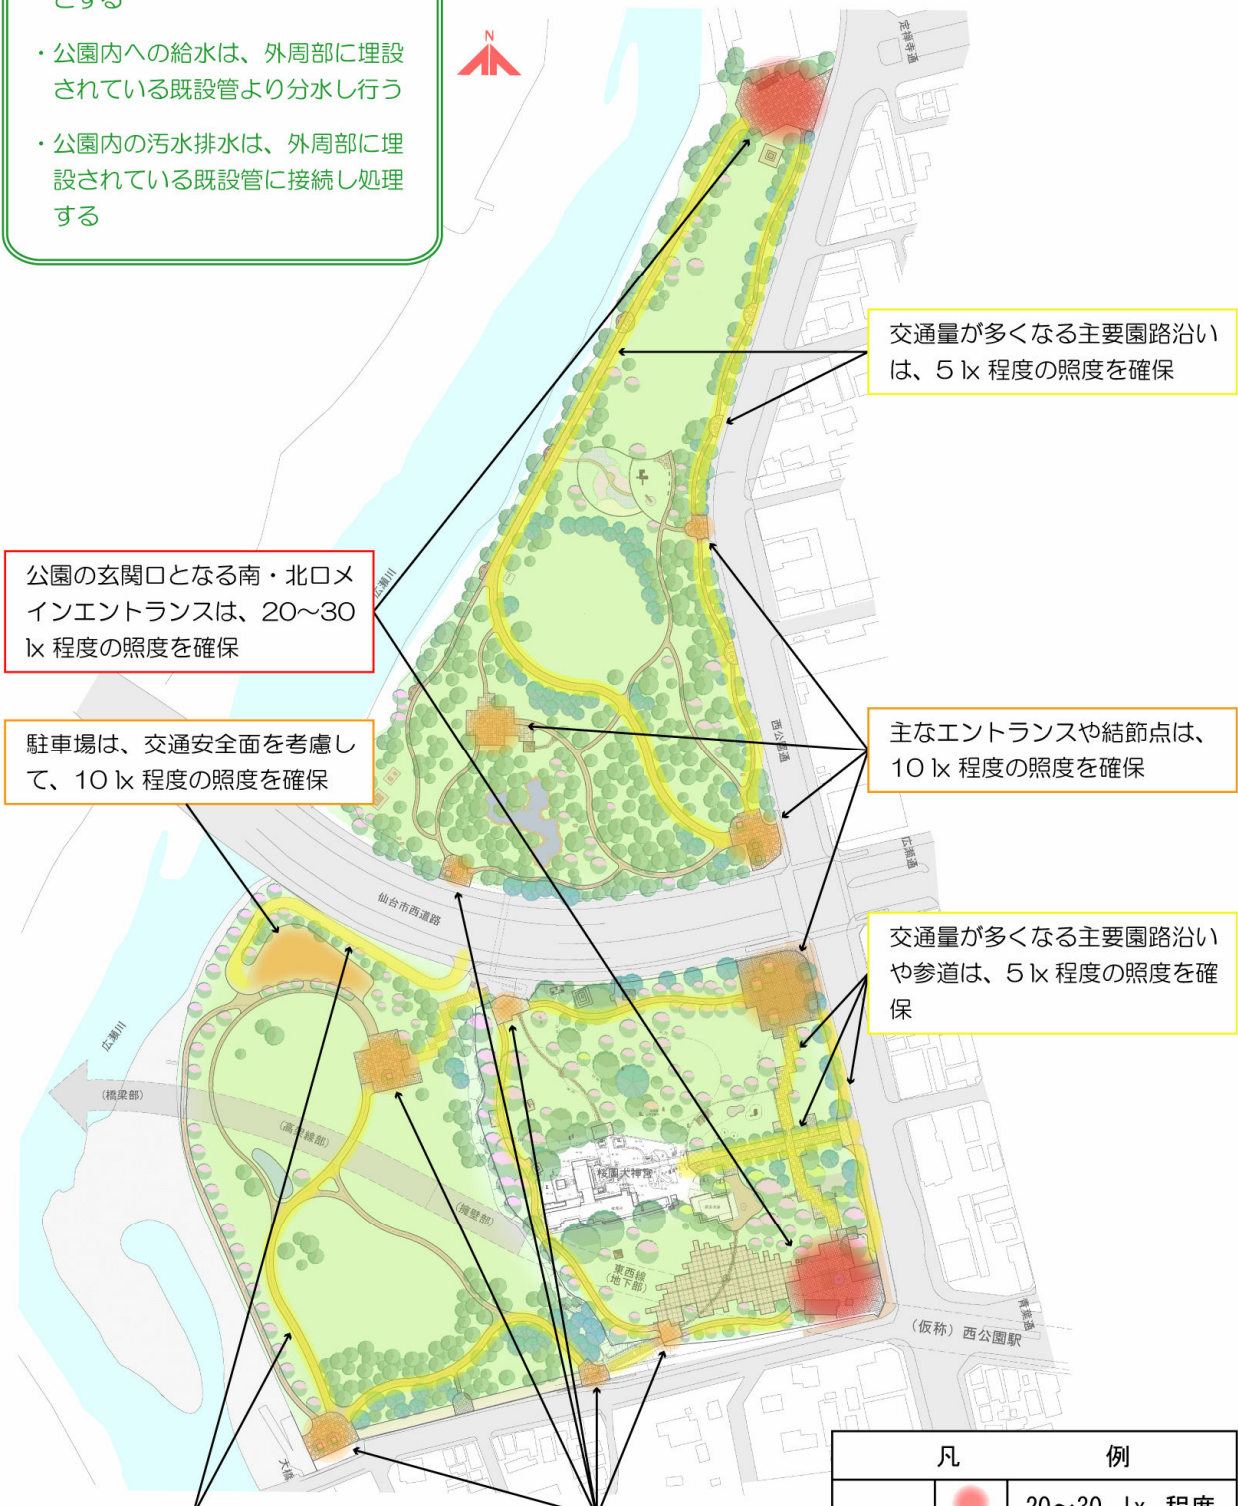 とする
・公園内への給水は、外周部に埋設
されている既設管より分水し行う
・公園内の汚水排水は、外周部に埋
設されている既設管に接続し処理
する
N
定禅寺通
交通量が多くなる主要園路沿い
は、5 lx 程度の照度を確保
広瀬川
公園の玄関口となる南・北口メ
インエントランスは、20～30
lx 程度の照度を確保
西公園通
主なエントランスや結節点は、
10 lx 程度の照度を確保
駐車場は、交通安全面を考慮し
て、10 lx 程度の照度を確保
広瀬通
仙台市西道路
交通量が多くなる主要園路沿い
や参道は、5 lx 程度の照度を確
保
広瀬川
(橋梁部)
(高架線部)
桜岡大神宮
(擁壁部)
東西線
(地下部)
青葉通
(仮称) 西公園駅
大橋
凡 例
20～30 lx 程度